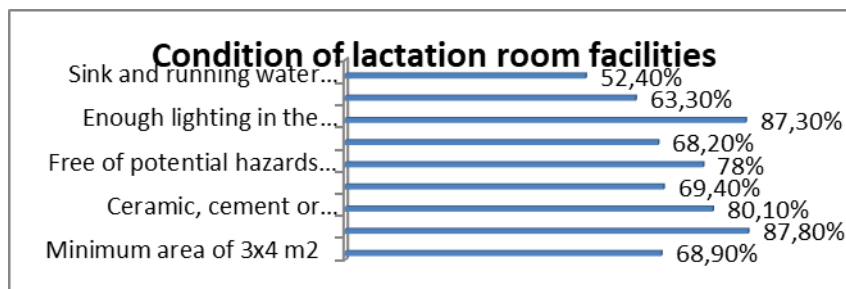 Condition of lactation room facilities
Sink and running water... 52,40%
63,30%
Enough lighting in the... 87,30%
68,20%
Free of potential hazards... 78%
69,40%
Ceramic, cement or... 80,10%
87,80%
Minimum area of 3x4 m2 68,90%